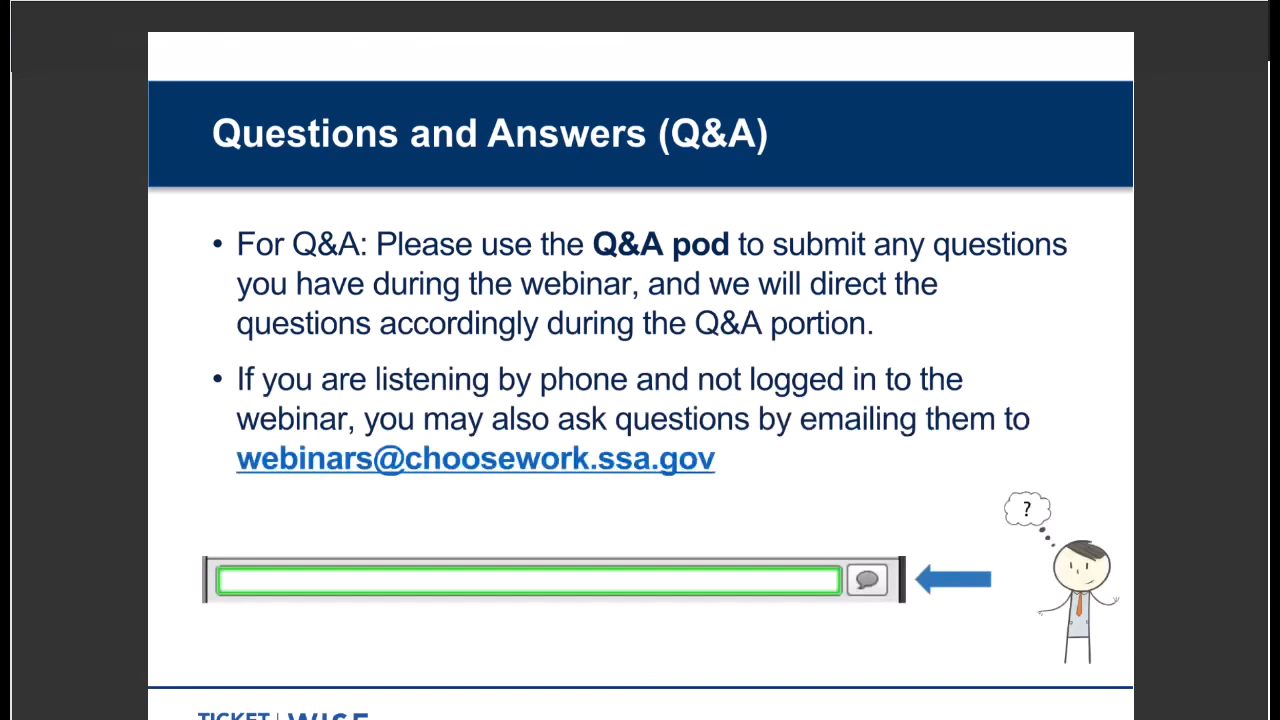 Questions and Answers (Q&A)
• For Q&A: Please use the Q&A pod to submit any questions
you have during the webinar, and we will direct the
questions accordingly during the Q&A portion.
• If you are listening by phone and not logged in to the
webinar, you may also ask questions by emailing them to
webinars@choosework.ssa.gov
?
TICKET | WISE